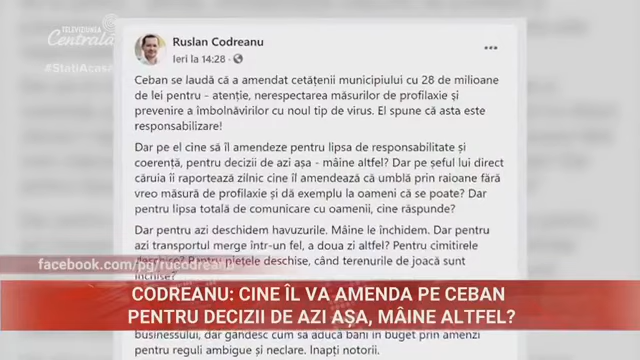 TELEVIZIUNEA
Centrală
#StațiAcasă
Ruslan Codreanu
Ieri la 14:28 ·
Ceban se laudă că a amendat cetățenii municipiului cu 28 de milioane
de lei pentru - atenție, nerespectarea măsurilor de profilaxie și
prevenire a îmbolnăvirilor cu noul tip de virus. El spune că asta este
responsabilizare!
Dar pe el cine să îl amendeze pentru lipsa de responsabilitate și
coerență, pentru decizii de azi așa - mâine altfel? Dar pe șeful lui direct
căruia îi raportează zilnic cine îl amendează că umblă prin raioane fără
vreo măsură de profilaxie și dă exemplu la oameni că se poate? Dar
pentru lipsa totală de comunicare cu oamenii, cine răspunde?
Dar pentru azi deschidem havuzurile. Mâine le închidem. Dar pentru
azi transportul merge într-un fel, a doua zi altfel? Pentru cimitirele
deschise? Pentru piețele deschise, când terenurile de joacă sunt
închise?
facebook.com/pg/rucodreanu
CODREANU: CINE ÎL VA AMENDA PE CEBAN
PENTRU DECIZII DE AZI AȘA, MÂINE ALTFEL?
businessului, dar gândesc cum să aducă bani în buget prin amenzi
pentru reguli ambigue și neclare. Inapți notorii.